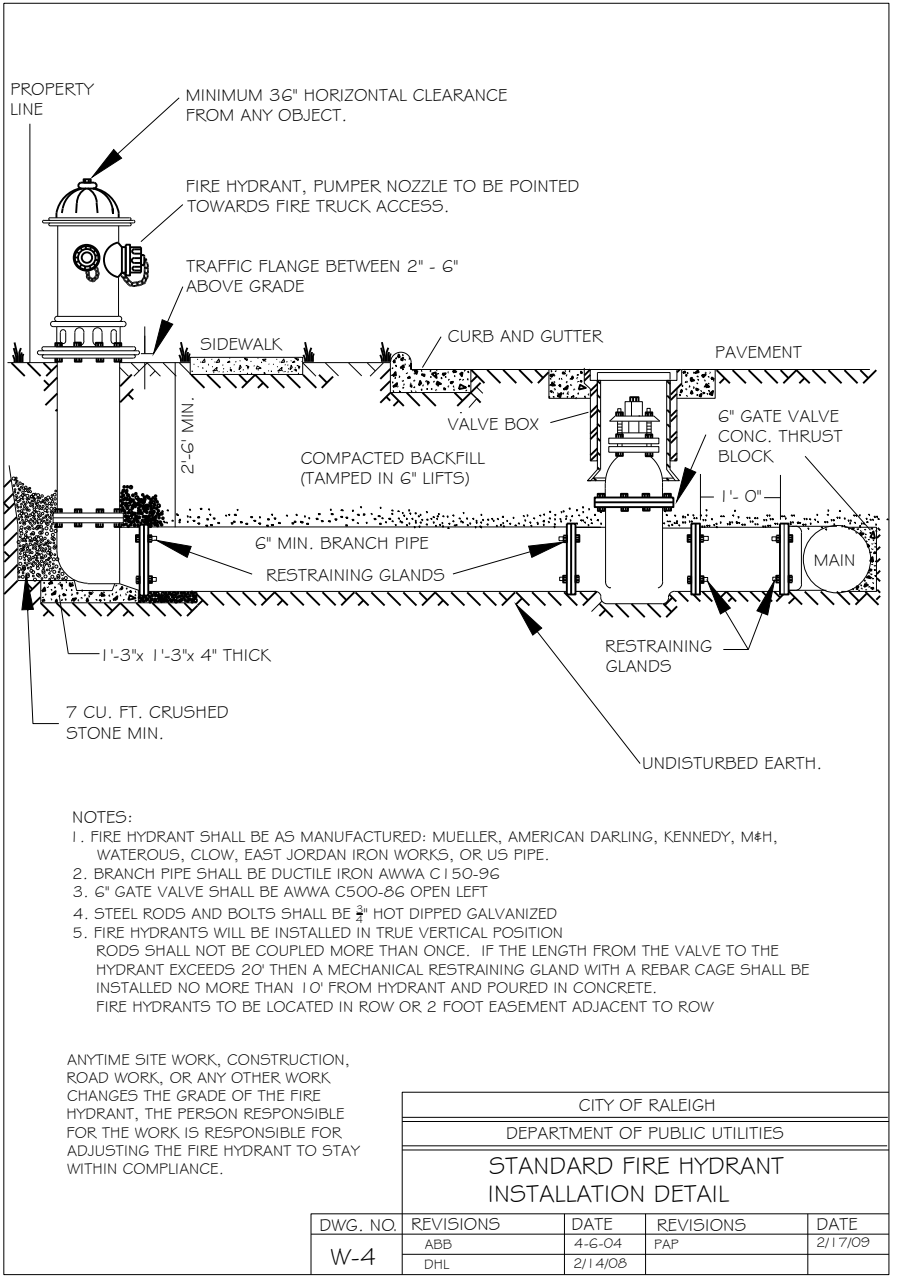 PROPERTY
LINE
MINIMUM 36" HORIZONTAL CLEARANCE
FROM ANY OBJECT.
FIRE HYDRANT, PUMPER NOZZLE TO BE POINTED
TOWARDS FIRE TRUCK ACCESS.
TRAFFIC FLANGE BETWEEN 2" - 6"
ABOVE GRADE
SIDEWALK
CURB AND GUTTER
PAVEMENT
2'-6' MIN.
VALVE BOX
6" GATE VALVE
CONC. THRUST
BLOCK
COMPACTED BACKFILL
(TAMPED IN 6" LIFTS)
1'- 0"
6" MIN. BRANCH PIPE
RESTRAINING GLANDS
MAIN
RESTRAINING
GLANDS
1'-3"x 1'-3"x 4" THICK
7 CU. FT. CRUSHED
STONE MIN.
UNDISTURBED EARTH.
NOTES:
1. FIRE HYDRANT SHALL BE AS MANUFACTURED: MUELLER, AMERICAN DARLING, KENNEDY, M&H,
WATEROUS, CLOW, EAST JORDAN IRON WORKS, OR US PIPE.
2. BRANCH PIPE SHALL BE DUCTILE IRON AWWA C150-96
3. 6" GATE VALVE SHALL BE AWWA C500-86 OPEN LEFT
4. STEEL RODS AND BOLTS SHALL BE 3/4" HOT DIPPED GALVANIZED
5. FIRE HYDRANTS WILL BE INSTALLED IN TRUE VERTICAL POSITION
RODS SHALL NOT BE COUPLED MORE THAN ONCE. IF THE LENGTH FROM THE VALVE TO THE
HYDRANT EXCEEDS 20' THEN A MECHANICAL RESTRAINING GLAND WITH A REBAR CAGE SHALL BE
INSTALLED NO MORE THAN 10' FROM HYDRANT AND POURED IN CONCRETE.
FIRE HYDRANTS TO BE LOCATED IN ROW OR 2 FOOT EASEMENT ADJACENT TO ROW
ANYTIME SITE WORK, CONSTRUCTION,
ROAD WORK, OR ANY OTHER WORK
CHANGES THE GRADE OF THE FIRE
HYDRANT, THE PERSON RESPONSIBLE
FOR THE WORK IS RESPONSIBLE FOR
ADJUSTING THE FIRE HYDRANT TO STAY
WITHIN COMPLIANCE.
CITY OF RALEIGH
DEPARTMENT OF PUBLIC UTILITIES
STANDARD FIRE HYDRANT
INSTALLATION DETAIL
DWG. NO. REVISIONS DATE REVISIONS DATE
W-4 ABB 4-6-04 PAP 2/17/09
DHL 2/14/08